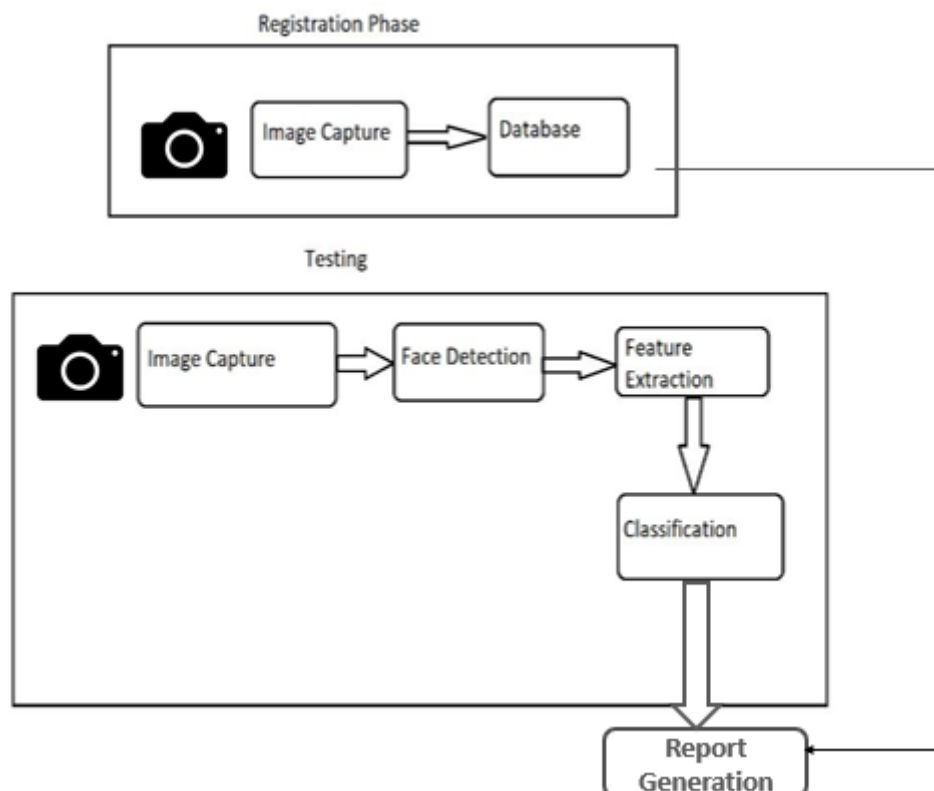 Registration Phase
Image Capture
Database
Testing
Image Capture
Face Detection
Feature
Extraction
Classification
Report
Generation